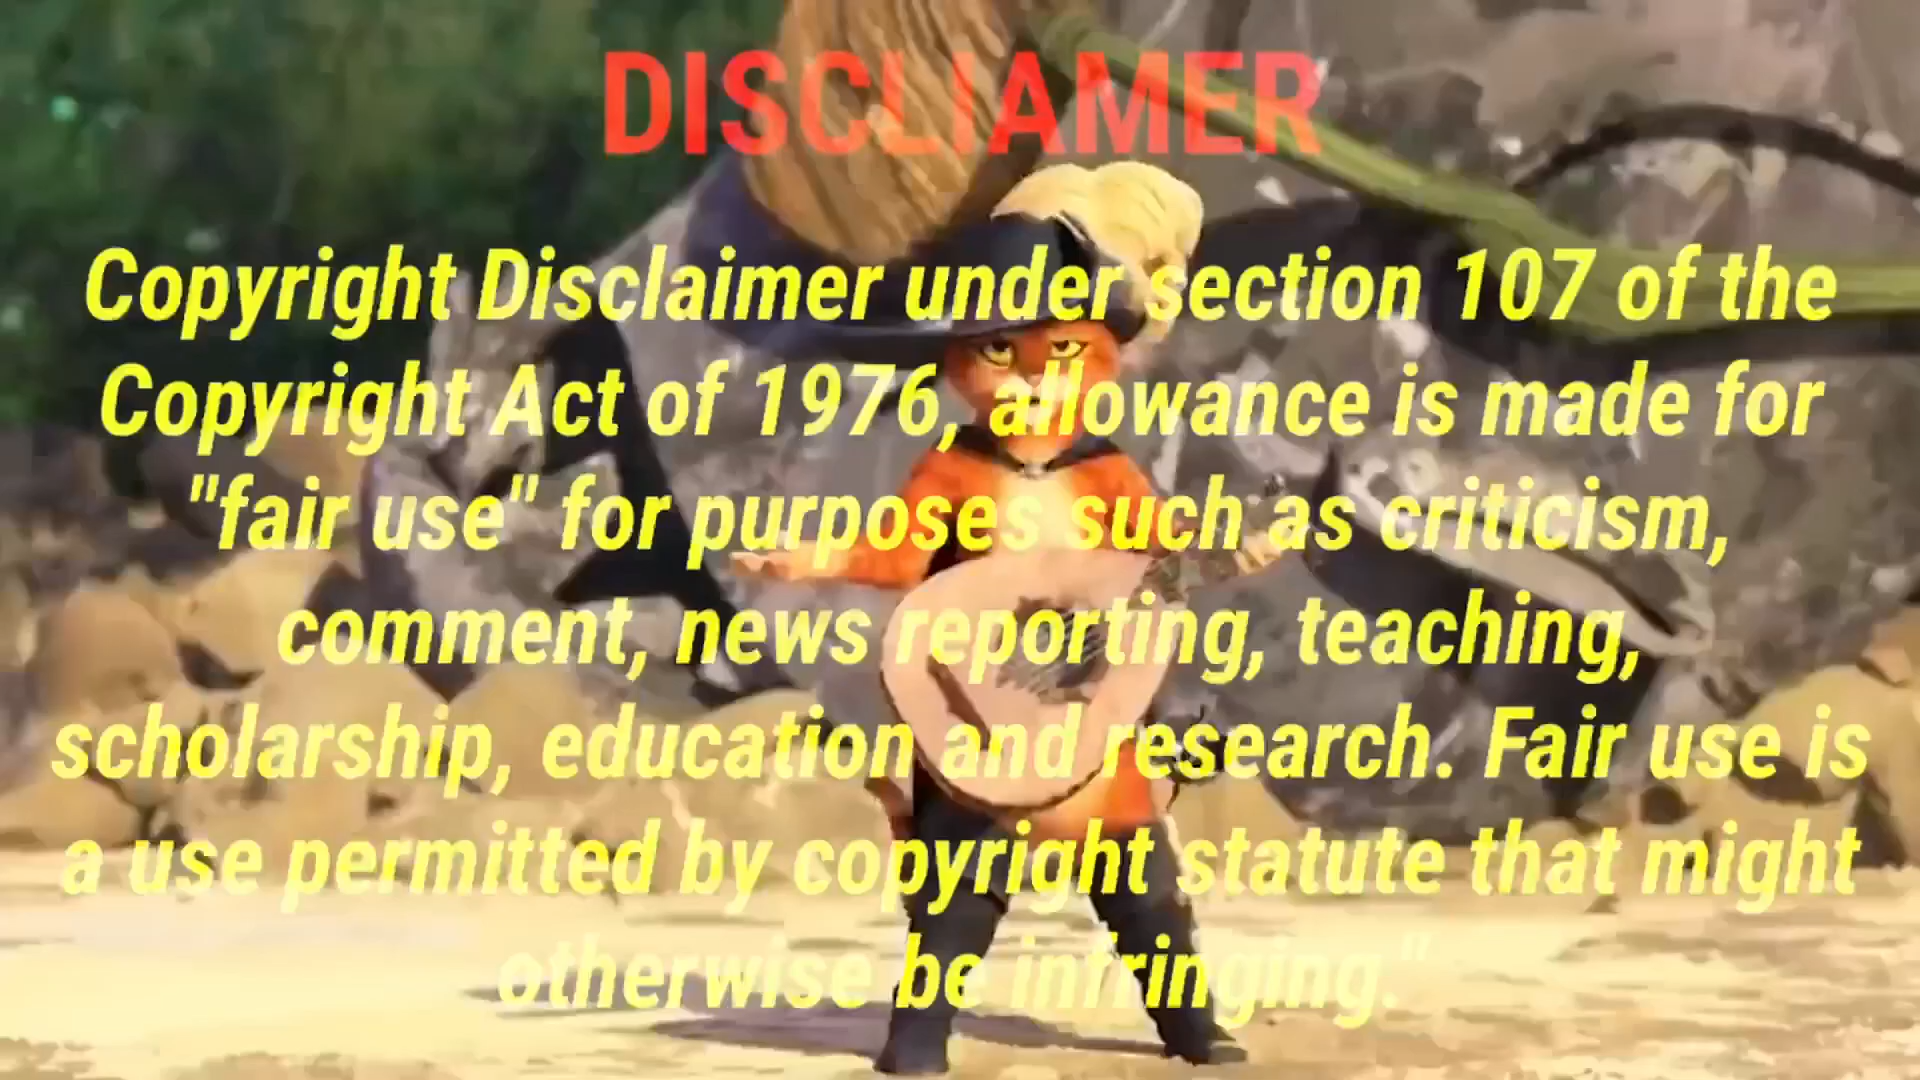 DISCLIAMER
Copyright Disclaimer under section 107 of the
Copyright Act of 1976, allowance is made for
"fair use" for purposes such as criticism,
comment, news reporting, teaching,
scholarship, education and research. Fair use is
a use permitted by copyright statute that might
otherwise be infringing."